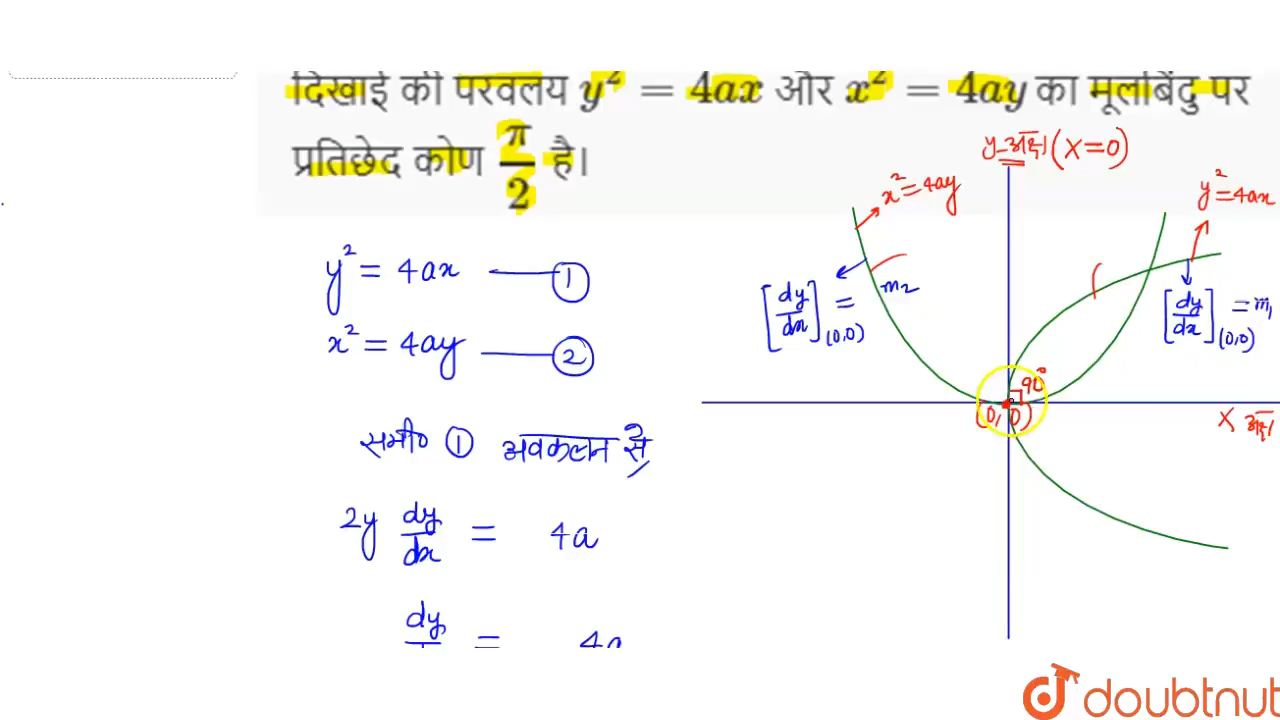 दिखाई की परवलय y² = 4ax और x² = 4ay का मूलबिंदु पर
प्रतिछेद कोण π/2 है।
y-अक्ष (x=0)
x² = 4ay
y² = 4ax
y² = 4ax ——— ①
[dy/dx](0,0) = m₂
[dy/dx](0,0) = m₁
x² = 4ay ——— ②
90°
(0,0)
X अक्ष
समी० ① अवकलन से,
2y dy/dx = 4a
dy = 4a
doubtnut